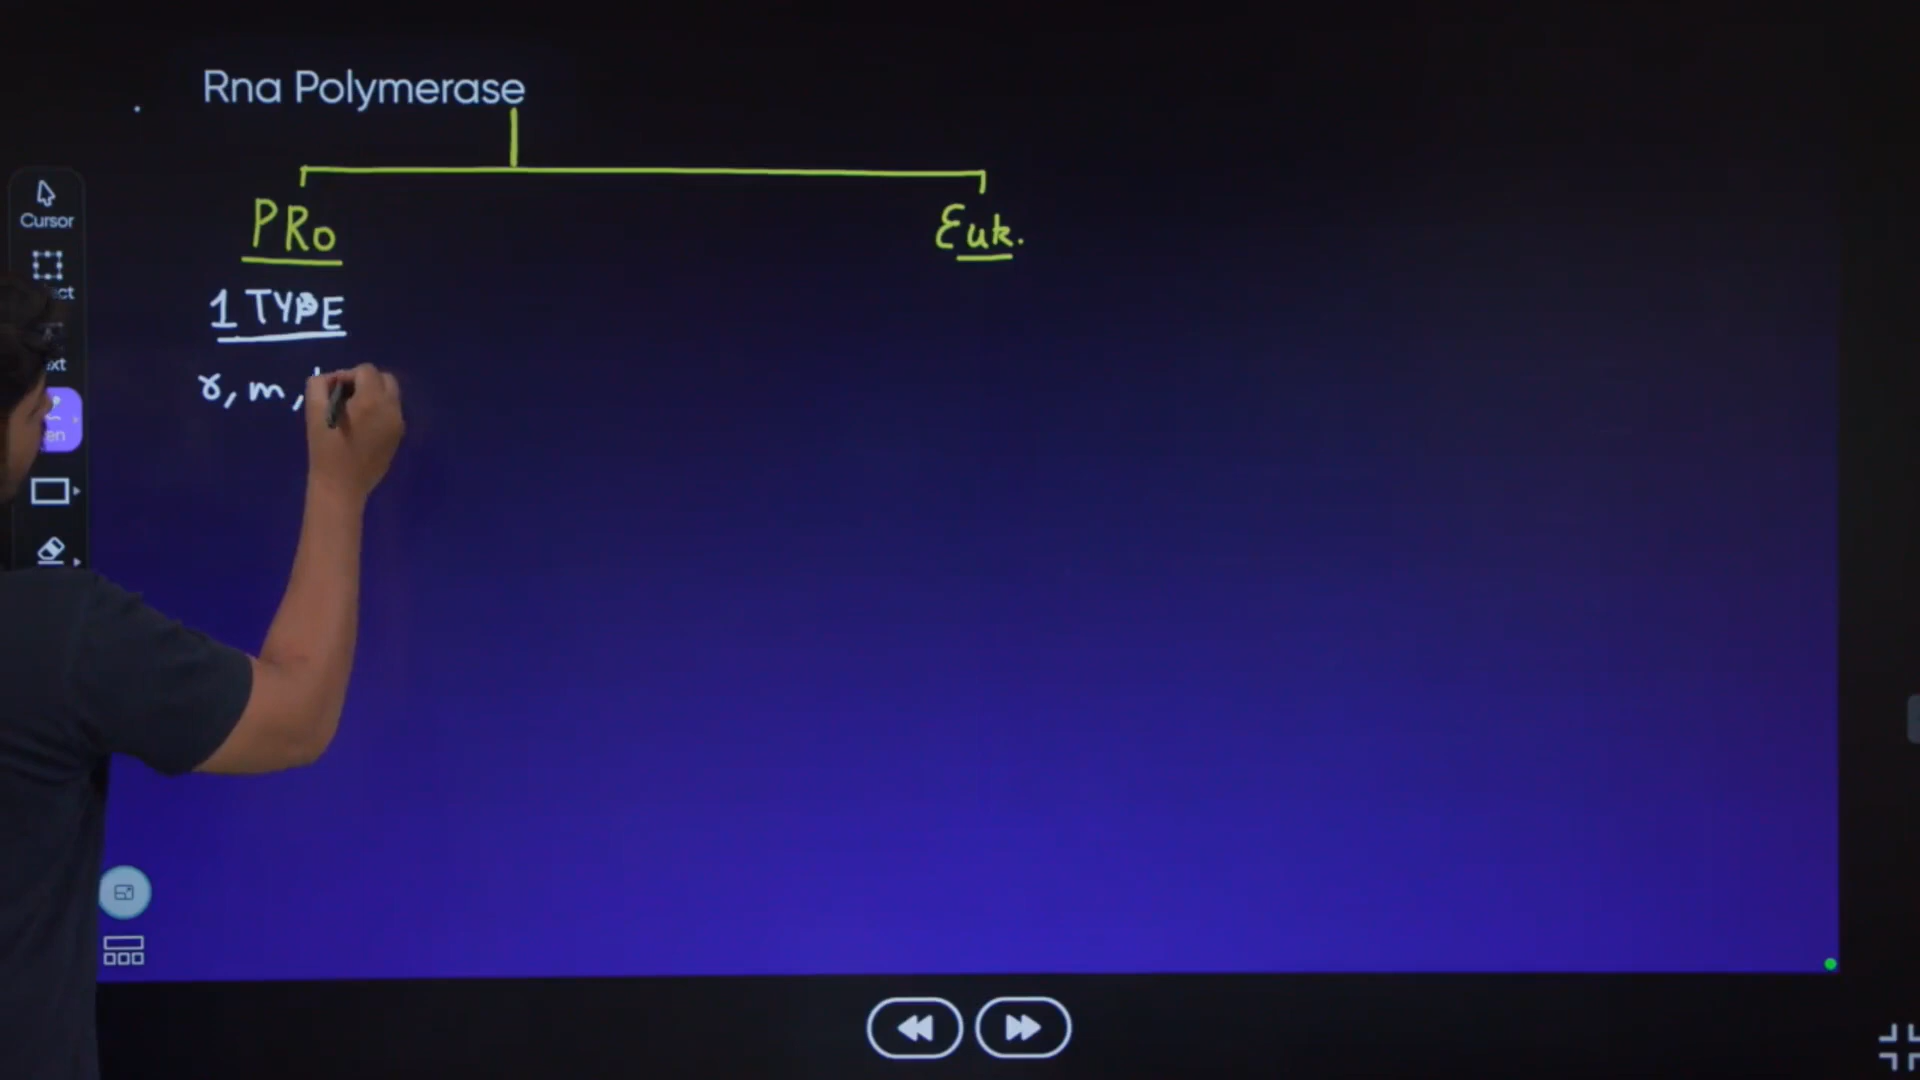 Rna Polymerase
PRo
Euk.
1 TYPE
r, m,
Cursor